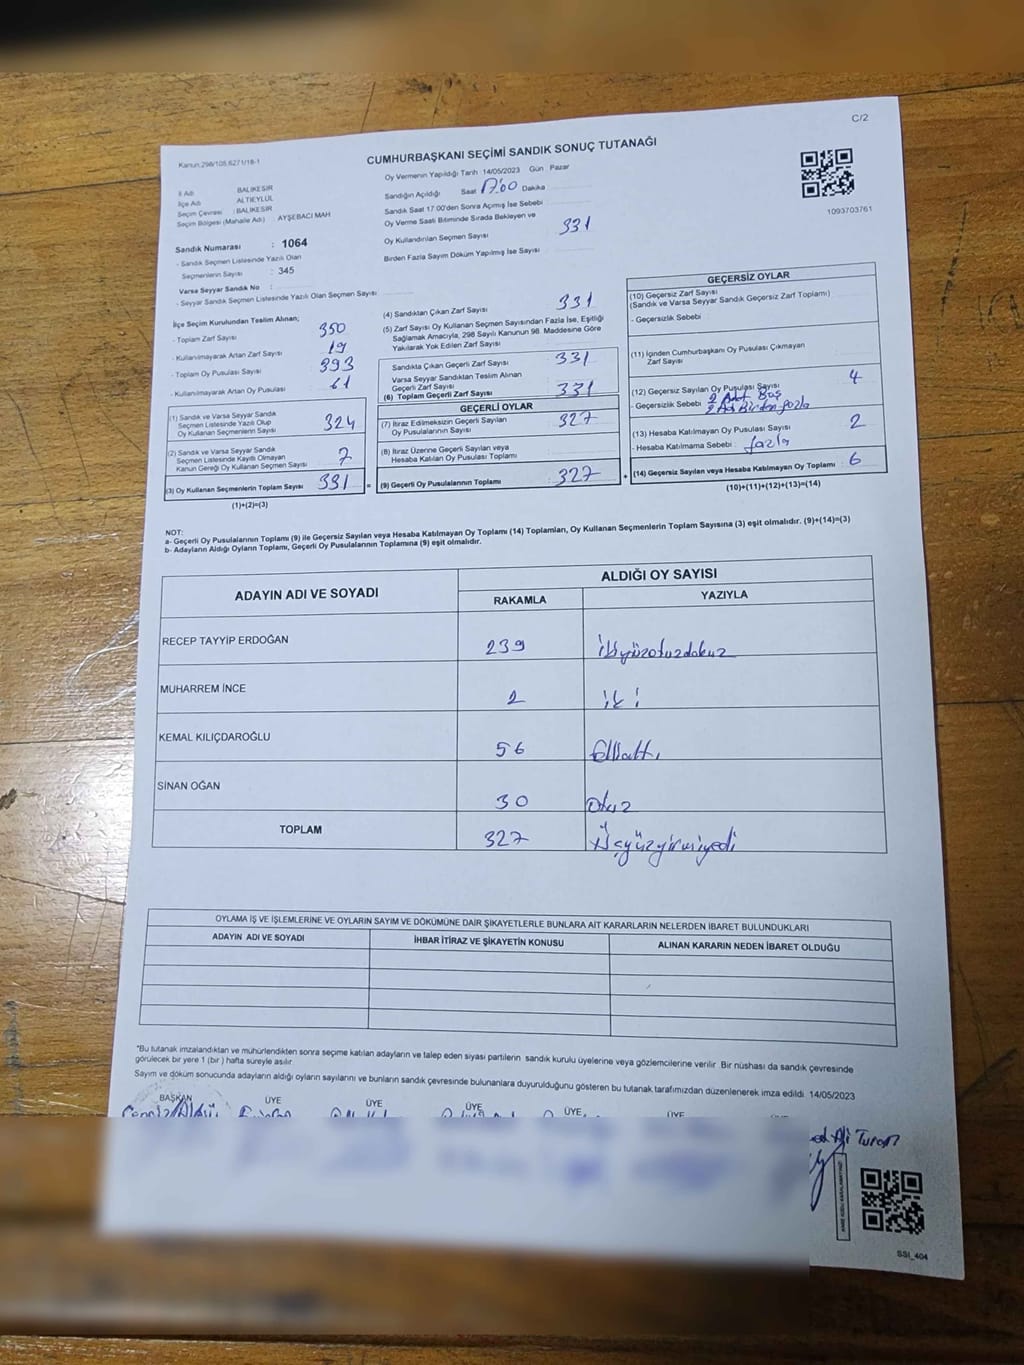 C/2
Kanun:298/105,6271/18-1
CUMHURBAŞKANI SEÇİMİ SANDIK SONUÇ TUTANAĞI
1093703761
İl Adı : BALIKESİR
İlçe Adı : ALTIEYLÜL
Seçim Çevresi : BALIKESİR
Seçim Bölgesi (Mahalle Adı) : AYŞEBACI MAH
Sandık Numarası : 1064
- Sandık Seçmen Listesinde Yazılı Olan
Seçmenlerin Sayısı : 345
Varsa Seyyar Sandık No :
- Seyyar Sandık Seçmen Listesinde Yazılı Olan Seçmen Sayısı
Oy Vermenin Yapıldığı Tarih 14/05/2023 Gün Pazar
Sandığın Açıldığı Saat 17:00 Dakika
Sandık Saat 17:00'den Sonra Açılmış İse Sebebi
Oy Verme Saati Bitiminde Sırada Bekleyen ve
Oy Kullandırılan Seçmen Sayısı 331
Birden Fazla Sayım Döküm Yapılmış İse Sayısı
İlçe Seçim Kurulundan Teslim Alınan;
- Toplam Zarf Sayısı 350
- Kullanılmayarak Artan Zarf Sayısı 19
- Toplam Oy Pusulası Sayısı 393
- Kullanılmayarak Artan Oy Pusulası 61
(1) Sandık ve Varsa Seyyar Sandık
Seçmen Listesinde Yazılı Olup
Oy Kullanan Seçmenlerin Sayısı 324
(2) Sandık ve Varsa Seyyar Sandık
Seçmen Listesinde Kayıtlı Olmayan
Kanun Gereği Oy Kullanan Seçmen Sayısı 7
(3) Oy Kullanan Seçmenlerin Toplam Sayısı 331 =
(1)+(2)=(3)
(4) Sandıktan Çıkan Zarf Sayısı 331
(5) Zarf Sayısı Oy Kullanan Seçmen Sayısından Fazla İse, Eşitliği
Sağlamak Amacıyla, 298 Sayılı Kanunun 98. Maddesine Göre
Yakılarak Yok Edilen Zarf Sayısı
Sandıkta Çıkan Geçerli Zarf Sayısı 331
Varsa Seyyar Sandıktan Teslim Alınan
Geçerli Zarf Sayısı
(6) Toplam Geçerli Zarf Sayısı 331
GEÇERLİ OYLAR
(7) İtiraz Edilmeksizin Geçerli Sayılan
Oy Pusulalarının Sayısı 327
(8) İtiraz Üzerine Geçerli Sayılan veya
Hesaba Katılan Oy Pusulası Toplamı
(9) Geçerli Oy Pusulalarının Toplamı 327 +
GEÇERSİZ OYLAR
(10) Geçersiz Zarf Sayısı
(Sandık ve Varsa Seyyar Sandık Geçersiz Zarf Toplamı)
- Geçersizlik Sebebi
(11) İçinden Cumhurbaşkanı Oy Pusulası Çıkmayan
Zarf Sayısı
(12) Geçersiz Sayılan Oy Pusulası Sayısı 4
- Geçersizlik Sebebi 2 Adet Boş
2 Ad Birden fazla
(13) Hesaba Katılmayan Oy Pusulası Sayısı 2
- Hesaba Katılmama Sebebi : fazla
(14) Geçersiz Sayılan veya Hesaba Katılmayan Oy Toplamı 6
(10)+(11)+(12)+(13)=(14)
NOT:
a- Geçerli Oy Pusulalarının Toplamı (9) ile Geçersiz Sayılan veya Hesaba Katılmayan Oy Toplamı (14) Toplamları, Oy Kullanan Seçmenlerin Toplam Sayısına (3) eşit olmalıdır. (9)+(14)=(3)
b- Adayların Aldığı Oyların Toplamı, Geçerli Oy Pusulalarının Toplamına (9) eşit olmalıdır.
ADAYIN ADI VE SOYADI ALDIĞI OY SAYISI
RAKAMLA YAZIYLA
RECEP TAYYİP ERDOĞAN 239 ikiyüzotuzdokuz
MUHARREM İNCE 2 iki
KEMAL KILIÇDAROĞLU 56 Ellialtı
SİNAN OĞAN 30 Otuz
TOPLAM 327 Üçyüzyirmiyedi
OYLAMA İŞ VE İŞLEMLERİNE VE OYLARIN SAYIM VE DÖKÜMÜNE DAİR ŞİKAYETLERLE BUNLARA AİT KARARLARIN NELERDEN İBARET BULUNDUKLARI
ADAYIN ADI VE SOYADI İHBAR İTİRAZ VE ŞİKAYETİN KONUSU ALINAN KARARIN NEDEN İBARET OLDUĞU
*Bu tutanak imzalandıktan ve mühürlendikten sonra seçime katılan adayların ve talep eden siyasi partilerin sandık kurulu üyelerine veya gözlemcilerine verilir. Bir nüshası da sandık çevresinde
görülecek bir yere 1 (bir) hafta süreyle asılır.
Sayım ve döküm sonucunda adayların aldığı oyların sayılarını ve bunların sandık çevresinde bulunanlara duyurulduğunu gösteren bu tutanak tarafımızdan düzenlenerek imza edildi. 14/05/2023
BAŞKAN ÜYE ÜYE ÜYE ÜYE ÜYE
Ali Turan
SSI_404